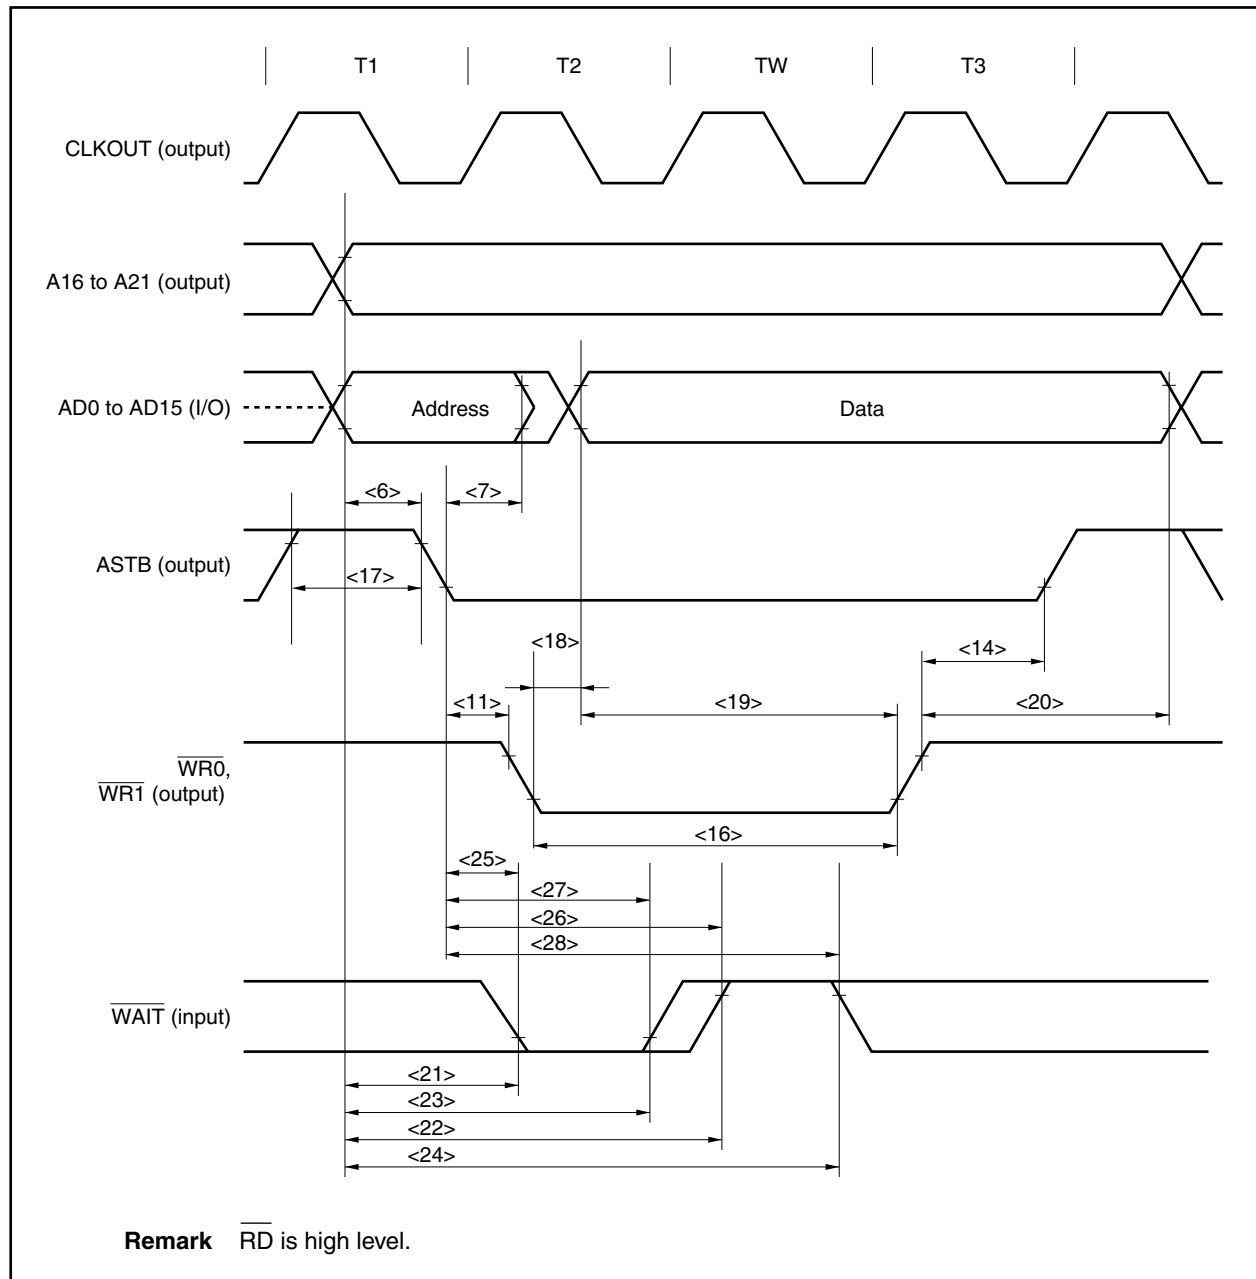 T1 T2 TW T3
CLKOUT (output)
A16 to A21 (output)
AD0 to AD15 (I/O) Address Data
<6> <7>
ASTB (output)
<17>
<18> <14>
<11> <19> <20>
WR0,
WR1 (output)
<16>
<25>
<27>
<26>
<28>
WAIT (input)
<21>
<23>
<22>
<24>
Remark RD is high level.